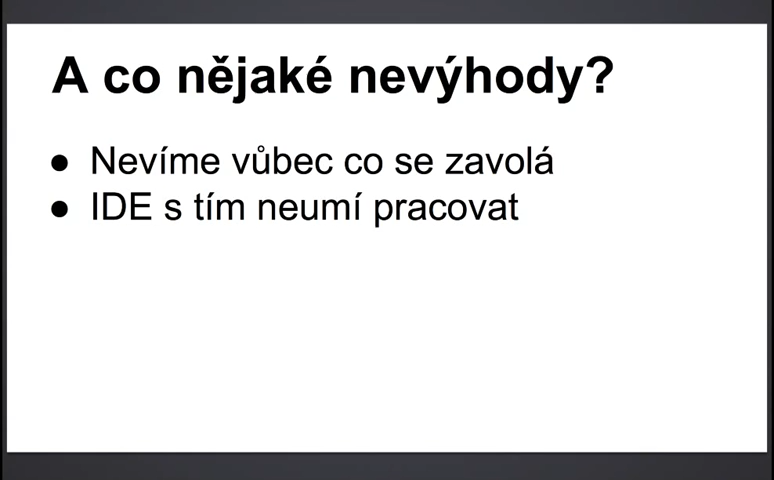 A co nějaké nevýhody?
● Nevíme vůbec co se zavolá
● IDE s tím neumí pracovat